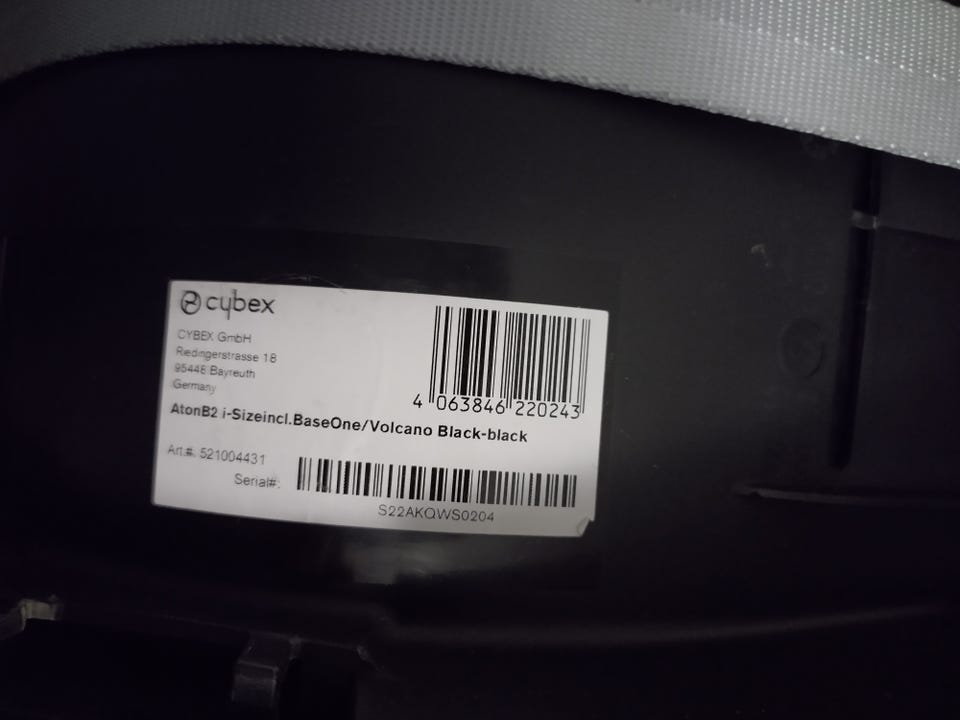 cybex
CYBEX GmbH
Riedingerstrasse 18
95448 Bayreuth
Germany
4 063846 220243
AtonB2 i-Sizeincl.BaseOne/Volcano Black-black
Art.#: 521004431
Serial#:
S22AKQWS0204